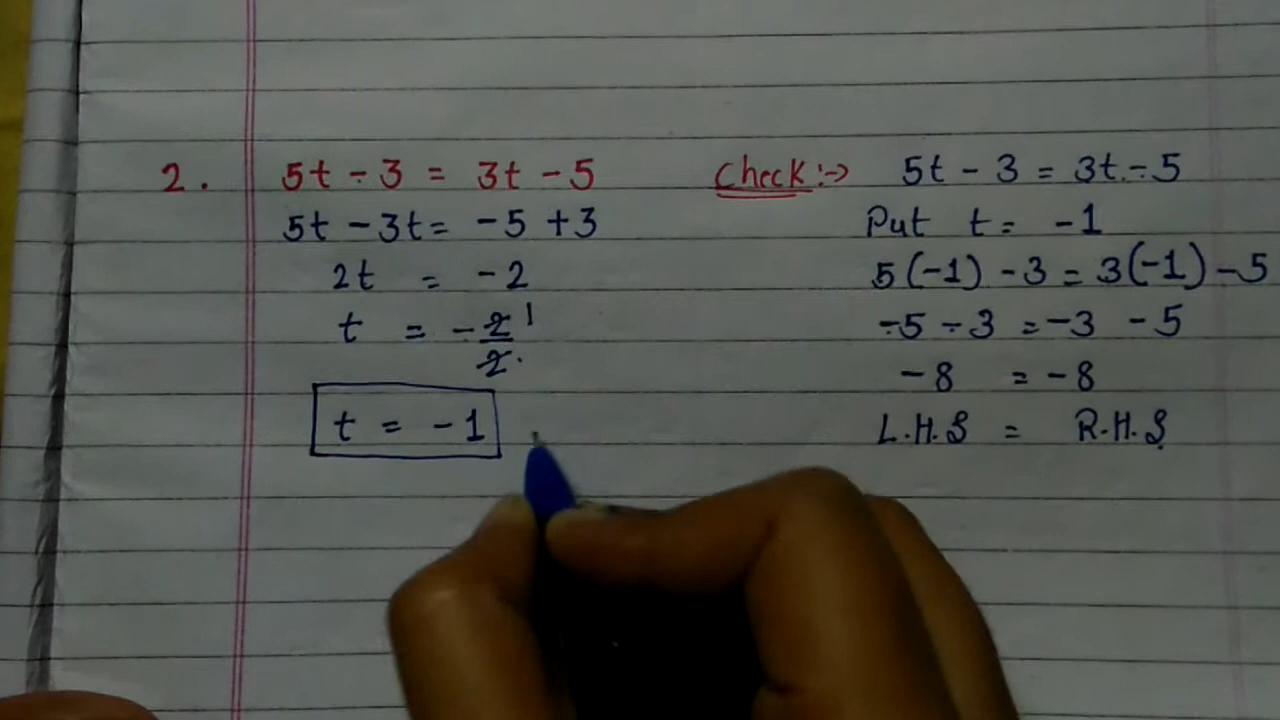 2. 5t - 3 = 3t - 5
5t - 3t = -5 + 3
2t = -2
t = -2/2 1
t = -1
Check :→ 5t - 3 = 3t - 5
Put t = -1
5(-1) - 3 = 3(-1) - 5
-5 - 3 = -3 - 5
-8 = -8
L.H.S = R.H.S